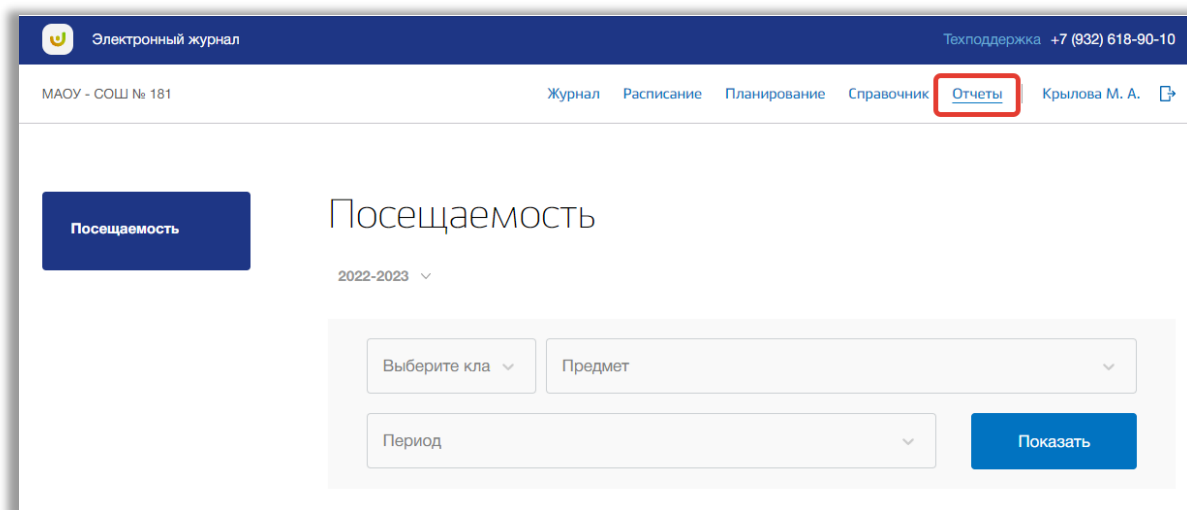 Электронный журнал Техподдержка +7 (932) 618-90-10
МАОУ - СОШ № 181 Журнал Расписание Планирование Справочник Отчеты Крылова М. А.
Посещаемость
Посещаемость
2022-2023
Выберите кла Предмет
Период Показать